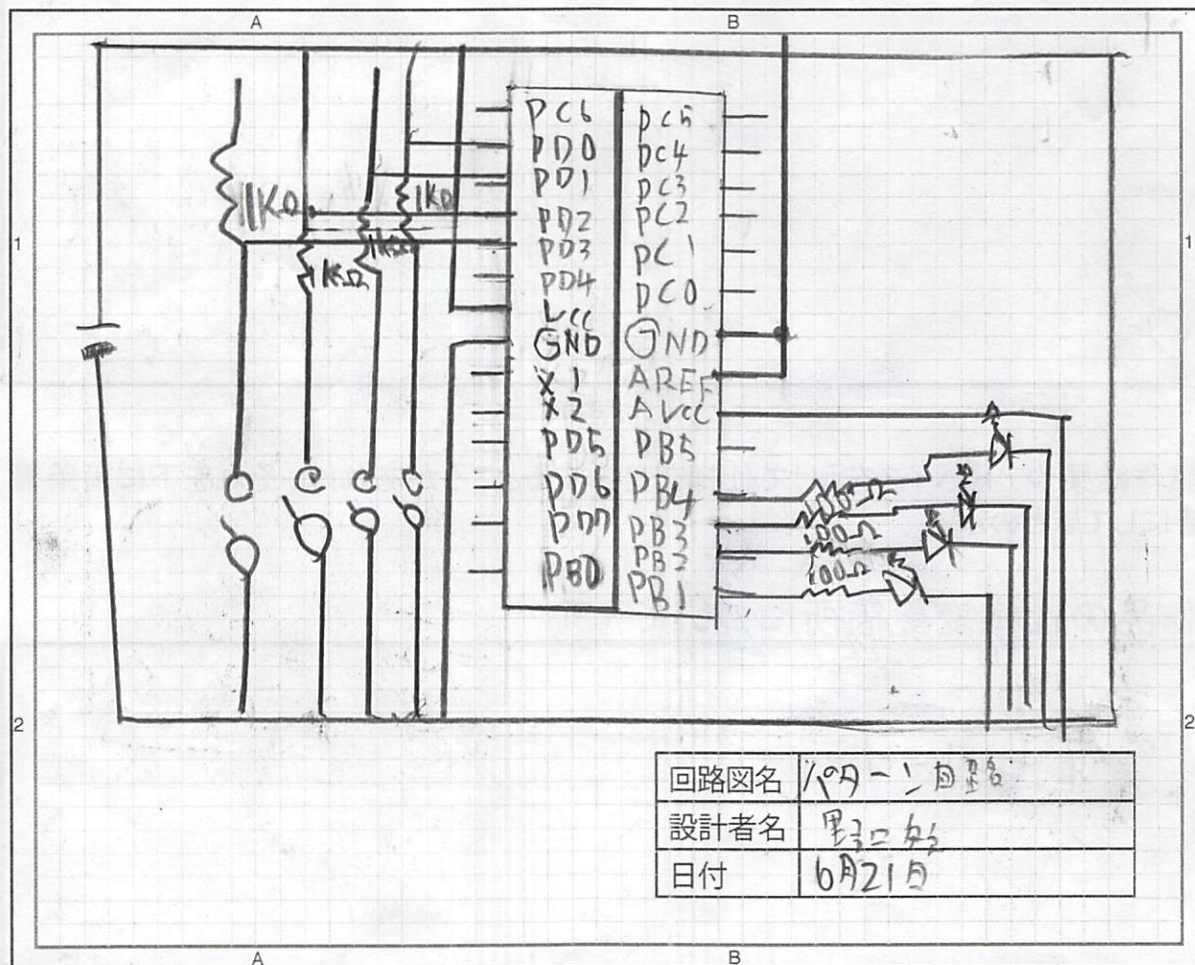 A
B
1KΩ
1KΩ
1KΩ
1KΩ
PC6
PD0
PD1
PD2
PD3
PD4
Vcc
GND
X1
X2
PD5
PD6
PD7
PB0
PC5
PC4
PC3
PC2
PC1
PC0
GND
AREF
AVCC
PB5
PB4
PB3
PB2
PB1
100Ω
100Ω
1
1
2
2
回路図名 パターン回路
設計者名
日付 6月21日
A
B